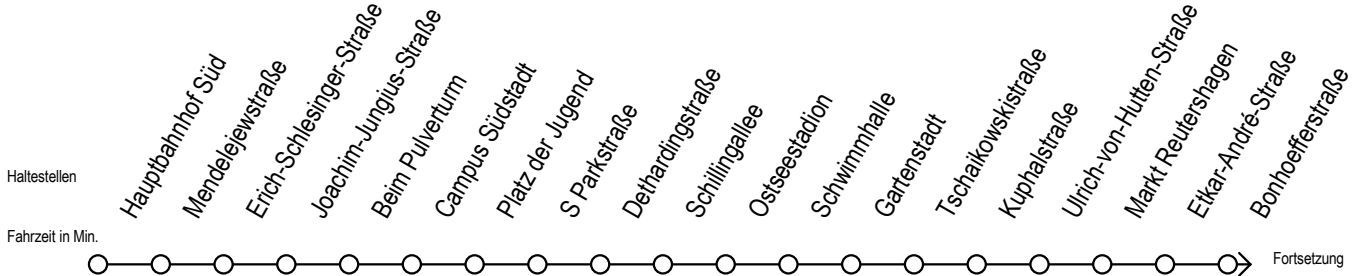 Haltestellen
Hauptbahnhof Süd
Mendelejewstraße
Erich-Schlesinger-Straße
Joachim-Jungius-Straße
Beim Pulverturm
Campus Südstadt
Platz der Jugend
S Parkstraße
Dethardingstraße
Schillingallee
Ostseestadion
Schwimmhalle
Gartenstadt
Tschaikowskistraße
Kuphalstraße
Ulrich-von-Hutten-Straße
Markt Reutershagen
Etkar-André-Straße
Bonhoefferstraße
Fahrzeit in Min.
Fortsetzung